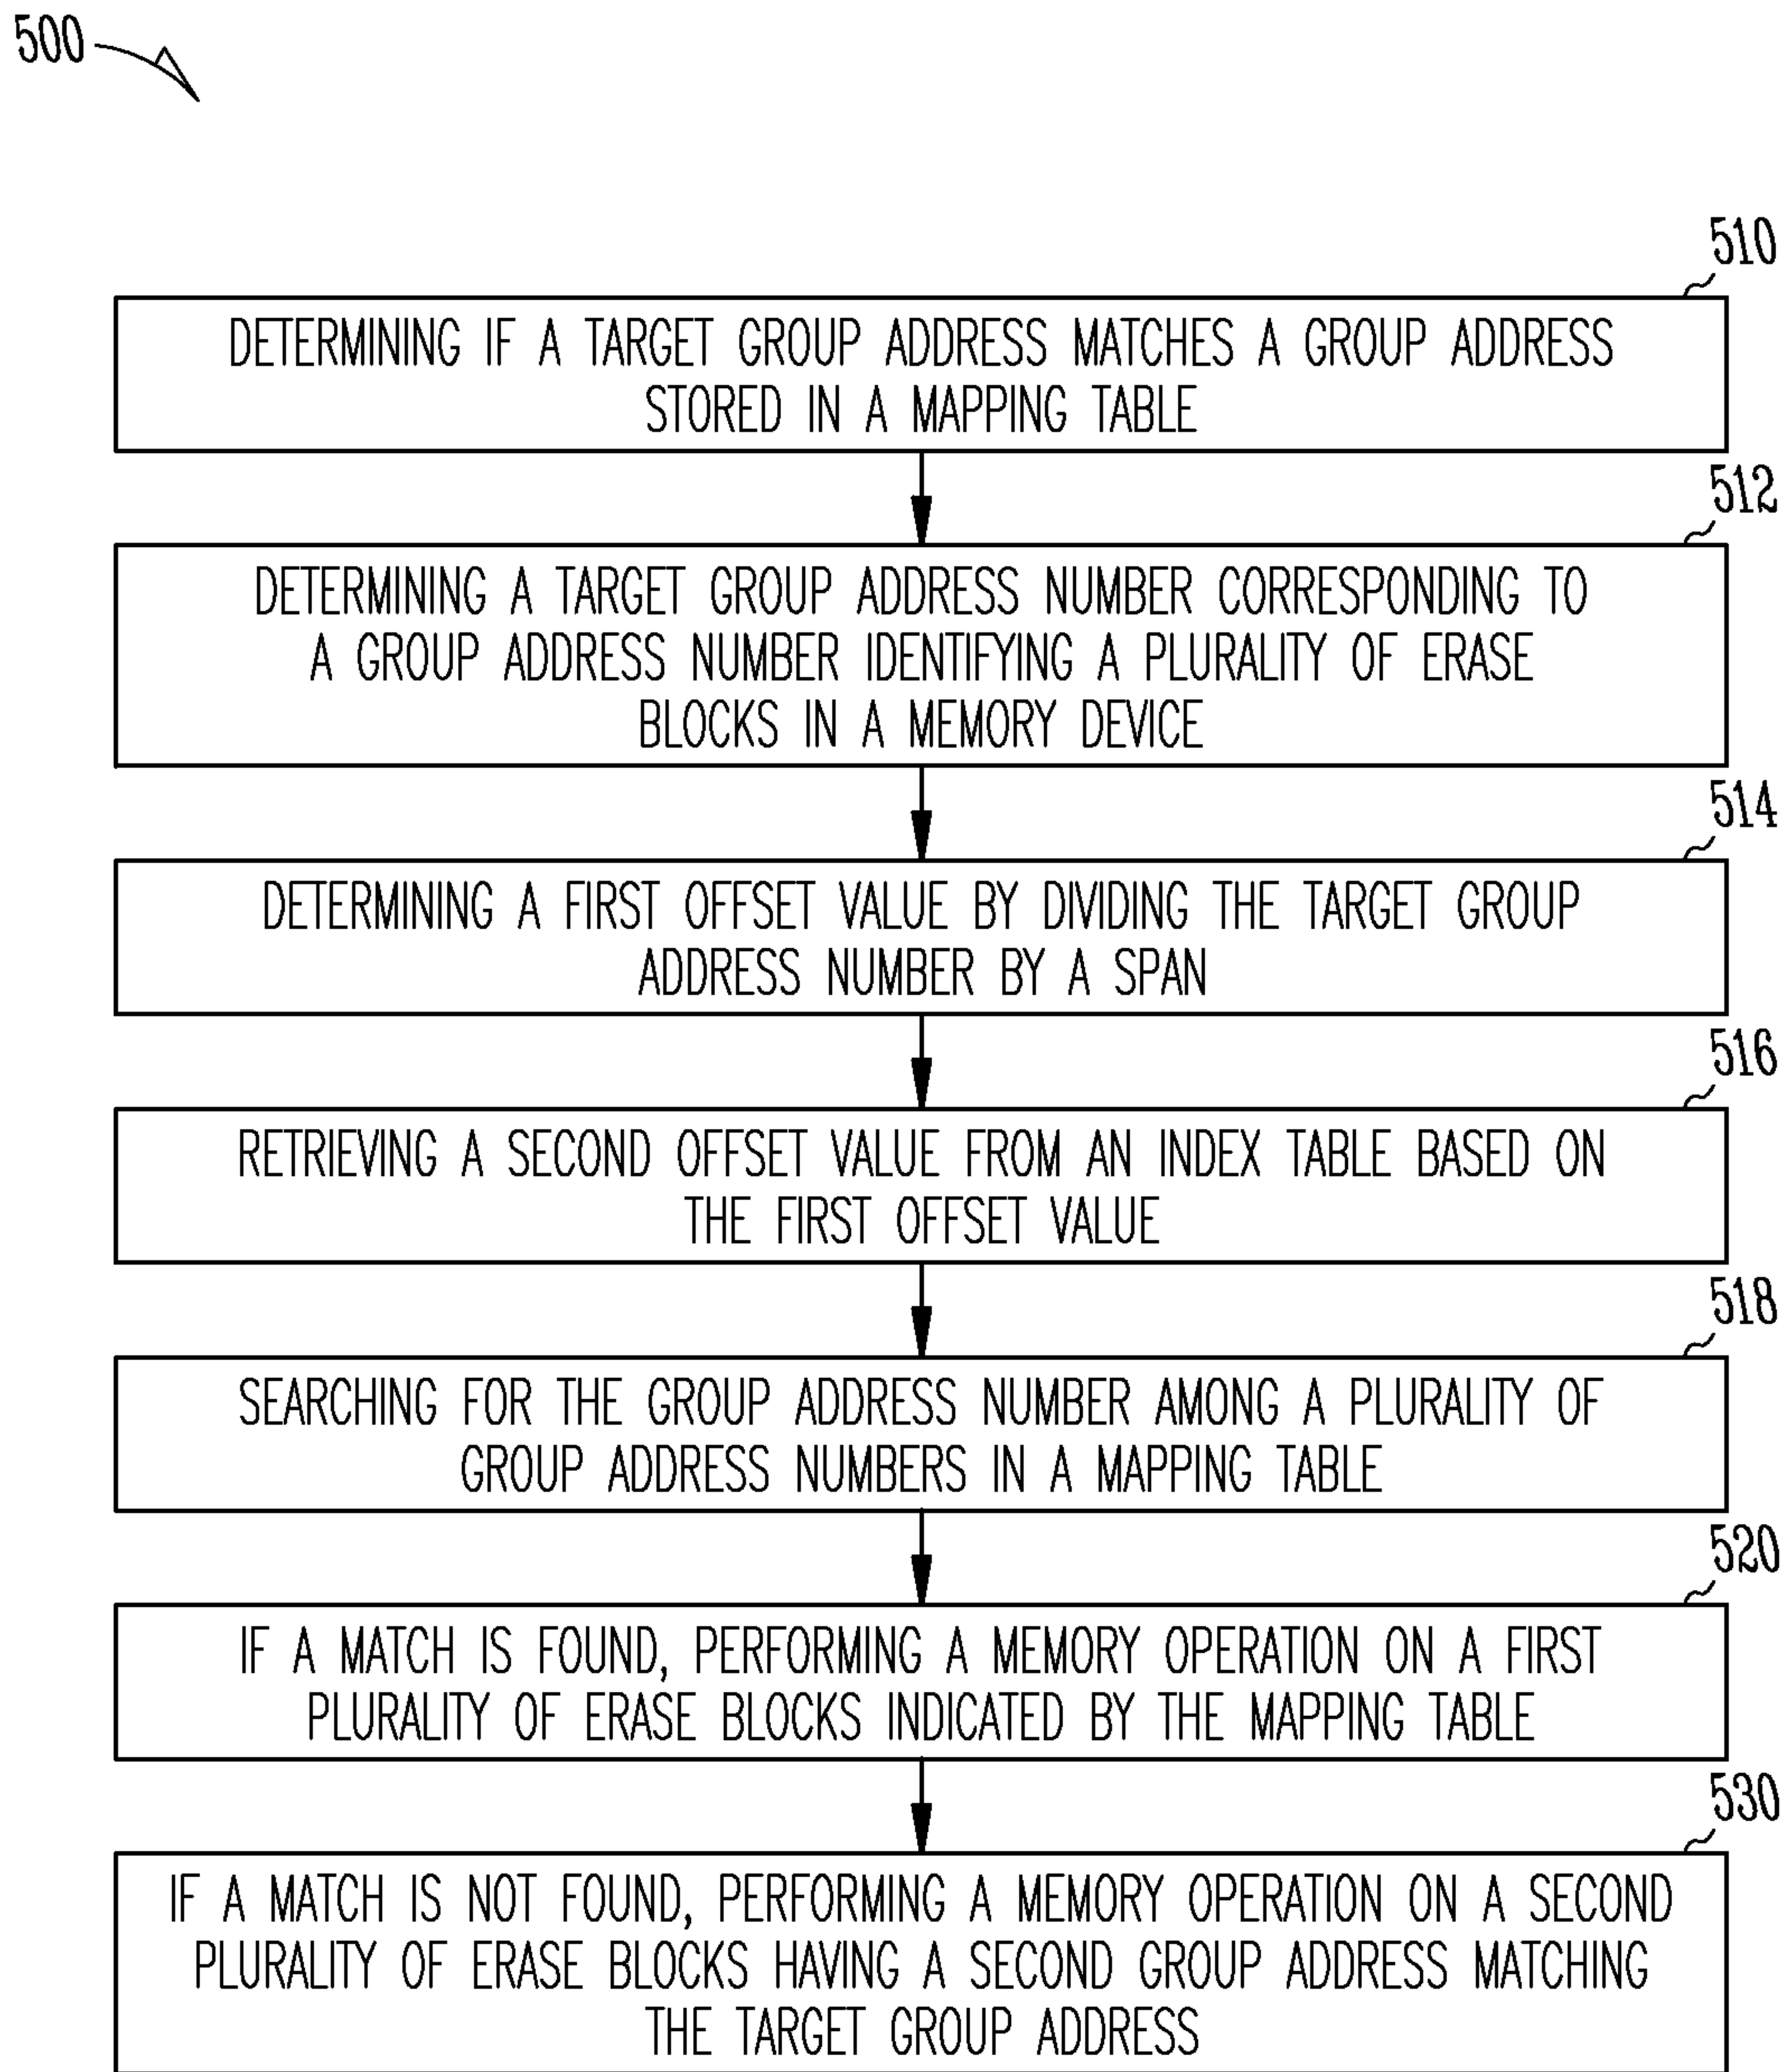 500
510
DETERMINING IF A TARGET GROUP ADDRESS MATCHES A GROUP ADDRESS
STORED IN A MAPPING TABLE
512
DETERMINING A TARGET GROUP ADDRESS NUMBER CORRESPONDING TO
A GROUP ADDRESS NUMBER IDENTIFYING A PLURALITY OF ERASE
BLOCKS IN A MEMORY DEVICE
514
DETERMINING A FIRST OFFSET VALUE BY DIVIDING THE TARGET GROUP
ADDRESS NUMBER BY A SPAN
516
RETRIEVING A SECOND OFFSET VALUE FROM AN INDEX TABLE BASED ON
THE FIRST OFFSET VALUE
518
SEARCHING FOR THE GROUP ADDRESS NUMBER AMONG A PLURALITY OF
GROUP ADDRESS NUMBERS IN A MAPPING TABLE
520
IF A MATCH IS FOUND, PERFORMING A MEMORY OPERATION ON A FIRST
PLURALITY OF ERASE BLOCKS INDICATED BY THE MAPPING TABLE
530
IF A MATCH IS NOT FOUND, PERFORMING A MEMORY OPERATION ON A SECOND
PLURALITY OF ERASE BLOCKS HAVING A SECOND GROUP ADDRESS MATCHING
THE TARGET GROUP ADDRESS